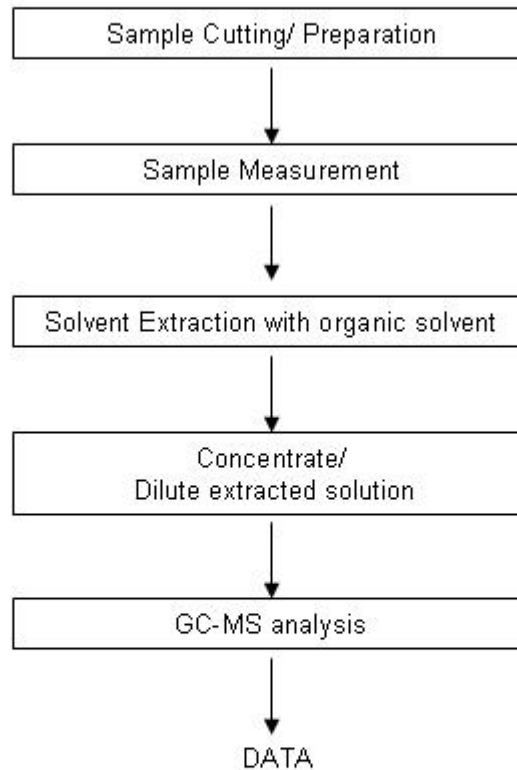 Sample Cutting/ Preparation
Sample Measurement
Solvent Extraction with organic solvent
Concentrate/
Dilute extracted solution
GC-MS analysis
DATA